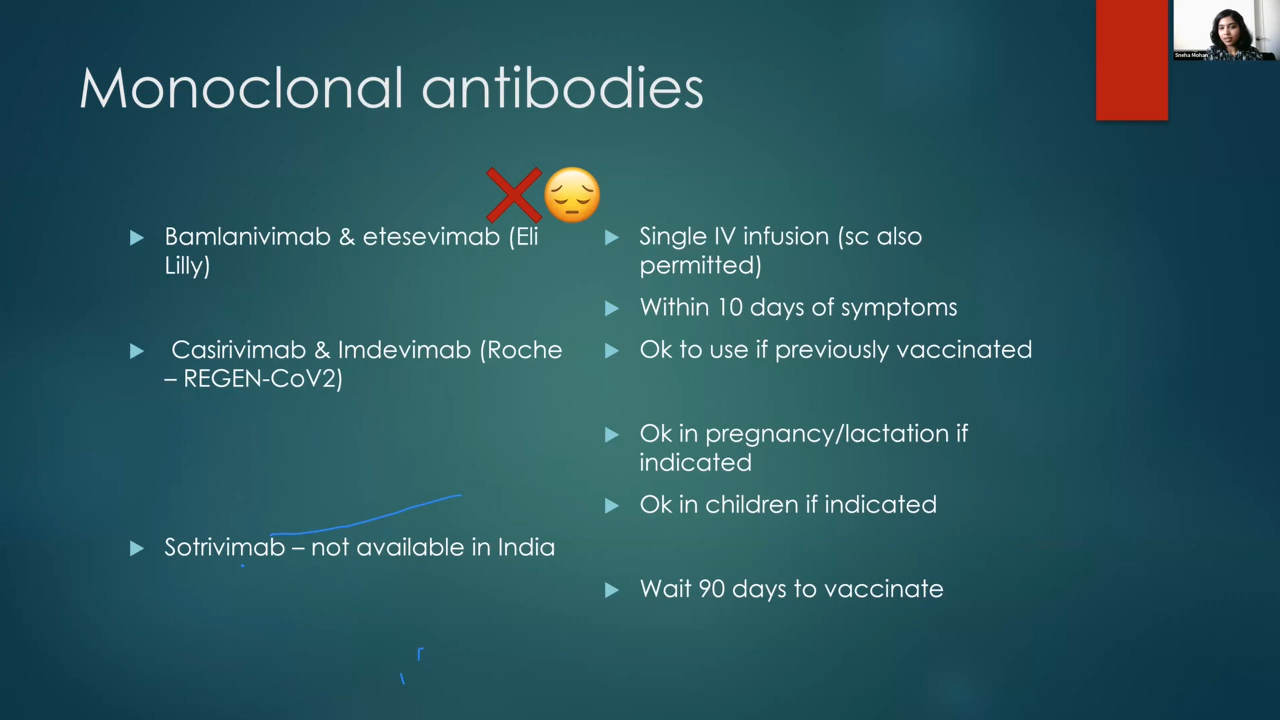 Monoclonal antibodies
Bamlanivimab & etesevimab (Eli
Lilly)
Casirivimab & Imdevimab (Roche
– REGEN-CoV2)
Sotrivimab – not available in India
Single IV infusion (sc also
permitted)
Within 10 days of symptoms
Ok to use if previously vaccinated
Ok in pregnancy/lactation if
indicated
Ok in children if indicated
Wait 90 days to vaccinate
Sneha Mohan